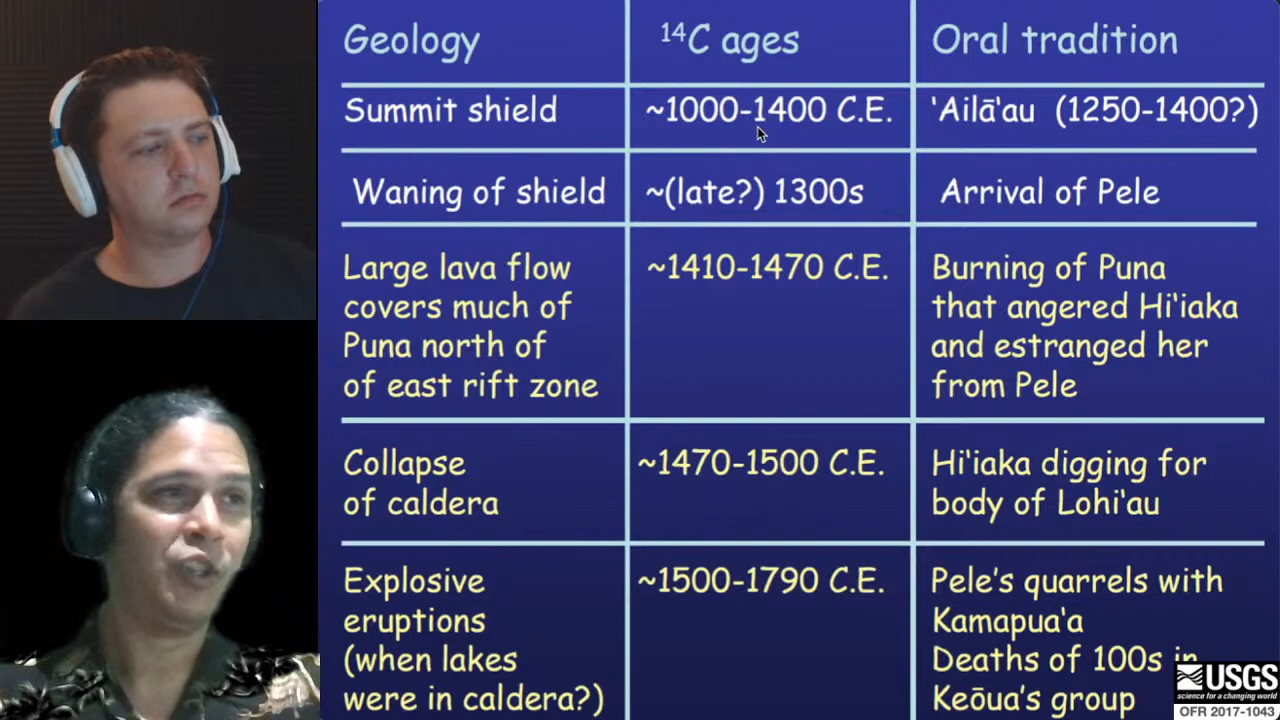 Geology
¹⁴C ages
Oral tradition
Summit shield
~1000-1400 C.E.
ʻAilāʻau (1250-1400?)
Waning of shield
~(late?) 1300s
Arrival of Pele
Large lava flow
covers much of
Puna north of
of east rift zone
~1410-1470 C.E.
Burning of Puna
that angered Hiʻiaka
and estranged her
from Pele
Collapse
of caldera
~1470-1500 C.E.
Hiʻiaka digging for
body of Lohiʻau
Explosive
eruptions
(when lakes
were in caldera?)
~1500-1790 C.E.
Pele's quarrels with
Kamapuaʻa
Deaths of 100s in
Keōua's group
USGS
science for a changing world
OFR 2017-1043